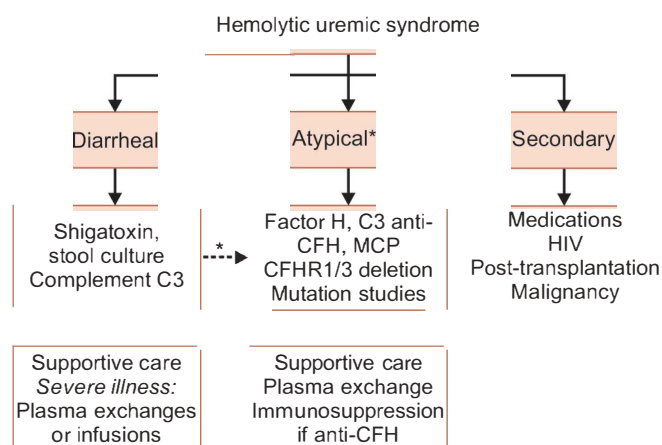 Hemolytic uremic syndrome
Diarrheal
Atypical*
Secondary
Shigatoxin,
stool culture
Complement C3
*
Factor H, C3 anti-
CFH, MCP
CFHR1/3 deletion
Mutation studies
Medications
HIV
Post-transplantation
Malignancy
Supportive care
Severe illness:
Plasma exchanges
or infusions
Supportive care
Plasma exchange
Immunosuppression
if anti-CFH